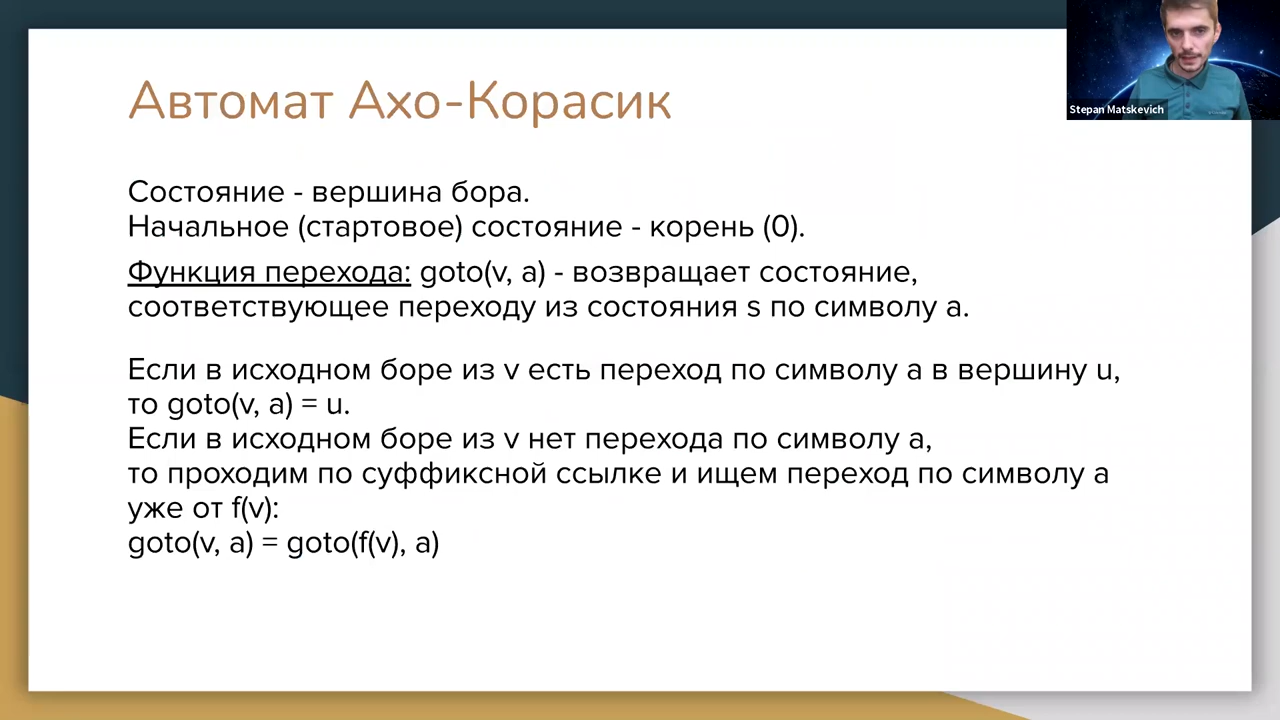 Автомат Ахо-Корасик
Stepan Matskevich
Состояние - вершина бора.
Начальное (стартовое) состояние - корень (0).
Функция перехода: goto(v, a) - возвращает состояние,
соответствующее переходу из состояния s по символу a.
Если в исходном боре из v есть переход по символу a в вершину u,
то goto(v, a) = u.
Если в исходном боре из v нет перехода по символу a,
то проходим по суффиксной ссылке и ищем переход по символу a
уже от f(v):
goto(v, a) = goto(f(v), a)